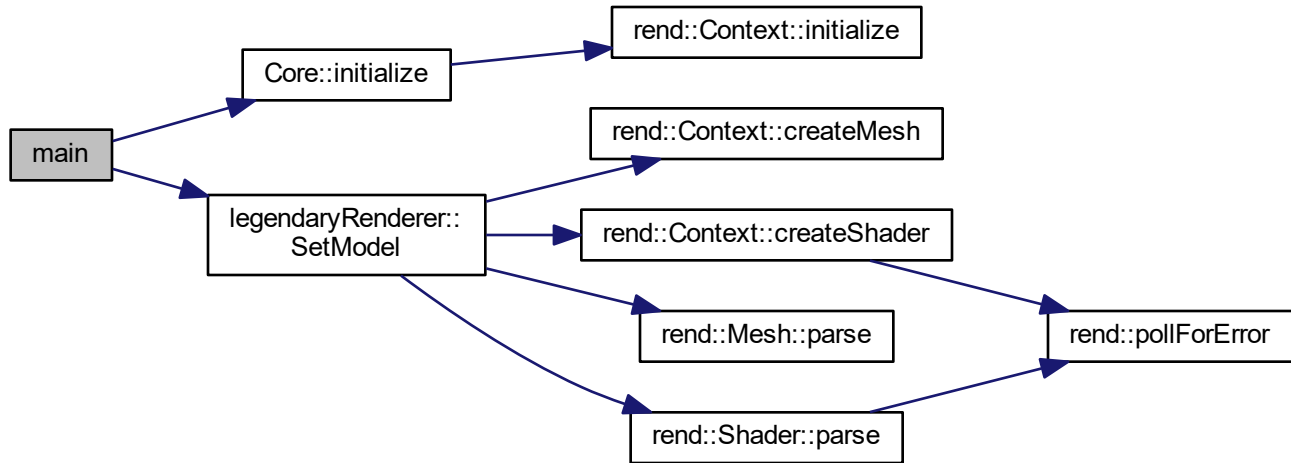 main
Core::initialize
rend::Context::initialize
legendaryRenderer::
SetModel
rend::Context::createMesh
rend::Context::createShader
rend::Mesh::parse
rend::Shader::parse
rend::pollForError